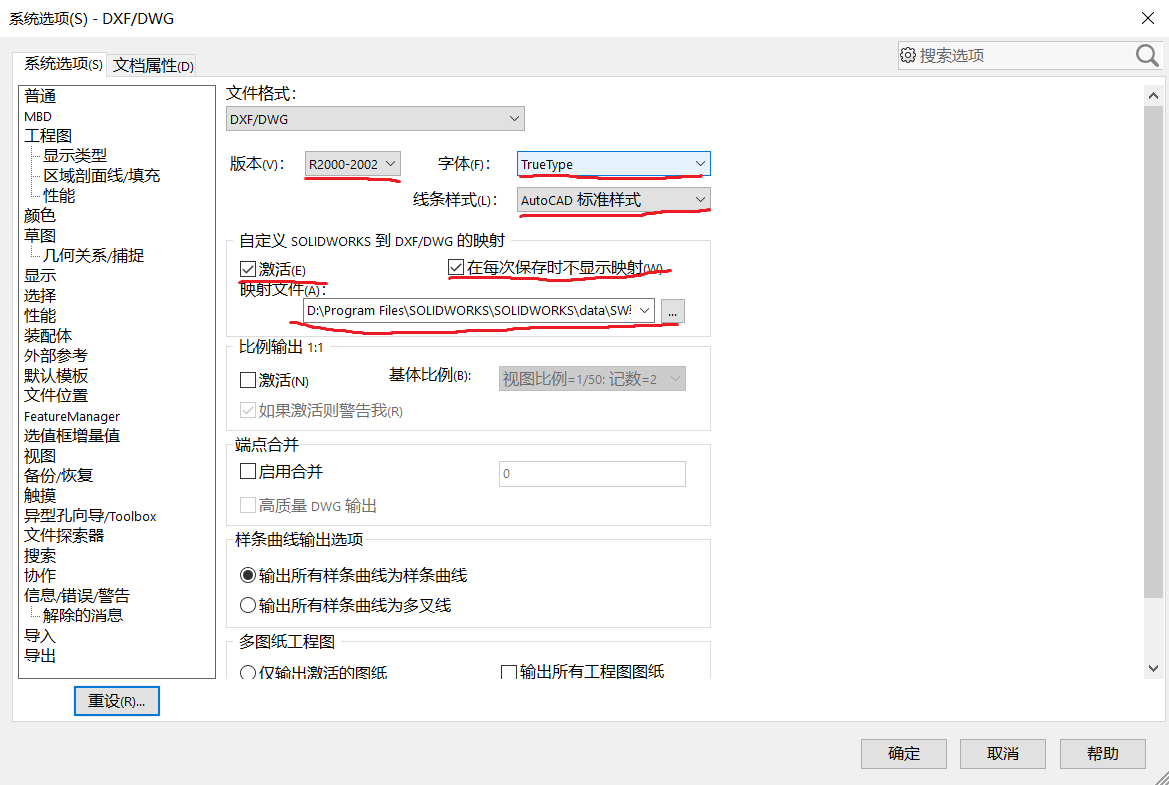 系统选项(S) - DXF/DWG
系统选项(S) 文档属性(D)
搜索选项
普通
MBD
工程图
显示类型
区域剖面线/填充
性能
颜色
草图
几何关系/捕捉
显示
选择
性能
装配体
外部参考
默认模板
文件位置
FeatureManager
选值框增量值
视图
备份/恢复
触摸
异型孔向导/Toolbox
文件探索器
搜索
协作
信息/错误/警告
解除的消息
导入
导出
重设(R)...
文件格式：
DXF/DWG
版本(V)： R2000-2002 字体(F)： TrueType
线条样式(L)： AutoCAD 标准样式
自定义 SOLIDWORKS 到 DXF/DWG 的映射
激活(E) 在每次保存时不显示映射(W)
映射文件(A)：
D:\Program Files\SOLIDWORKS\SOLIDWORKS\data\SW ...
比例输出 1:1
激活(N) 基体比例(B):
视图比例=1/50: 记数=2
如果激活则警告我(R)
端点合并
启用合并 0
高质量 DWG 输出
样条曲线输出选项
输出所有样条曲线为样条曲线
输出所有样条曲线为多叉线
多图纸工程图
仅输出激活的图纸 输出所有工程图图纸
确定 取消 帮助